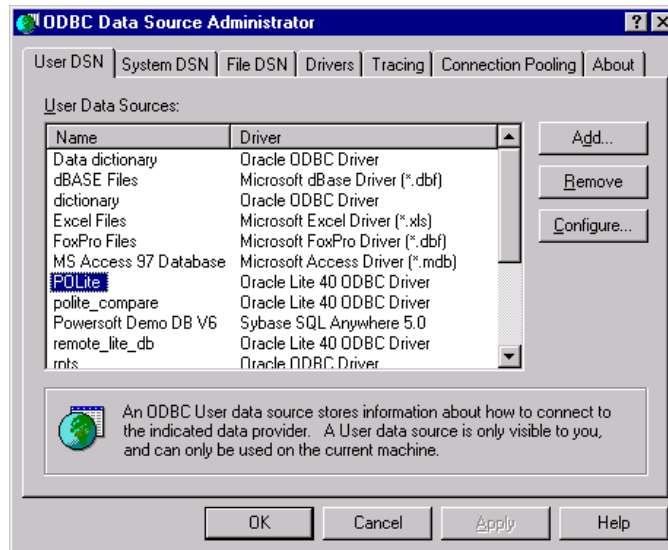 ODBC Data Source Administrator
User DSN System DSN File DSN Drivers Tracing Connection Pooling About
User Data Sources:
Name Driver
Data dictionary Oracle ODBC Driver
dBASE Files Microsoft dBase Driver (*.dbf)
dictionary Oracle ODBC Driver
Excel Files Microsoft Excel Driver (*.xls)
FoxPro Files Microsoft FoxPro Driver (*.dbf)
MS Access 97 Database Microsoft Access Driver (*.mdb)
POLite Oracle Lite 40 ODBC Driver
polite_compare Oracle Lite 40 ODBC Driver
Powersoft Demo DB V6 Sybase SQL Anywhere 5.0
remote_lite_db Oracle Lite 40 ODBC Driver
rpts Oracle ODBC Driver
Add...
Remove
Configure...
An ODBC User data source stores information about how to connect to
the indicated data provider. A User data source is only visible to you,
and can only be used on the current machine.
OK Cancel Apply Help